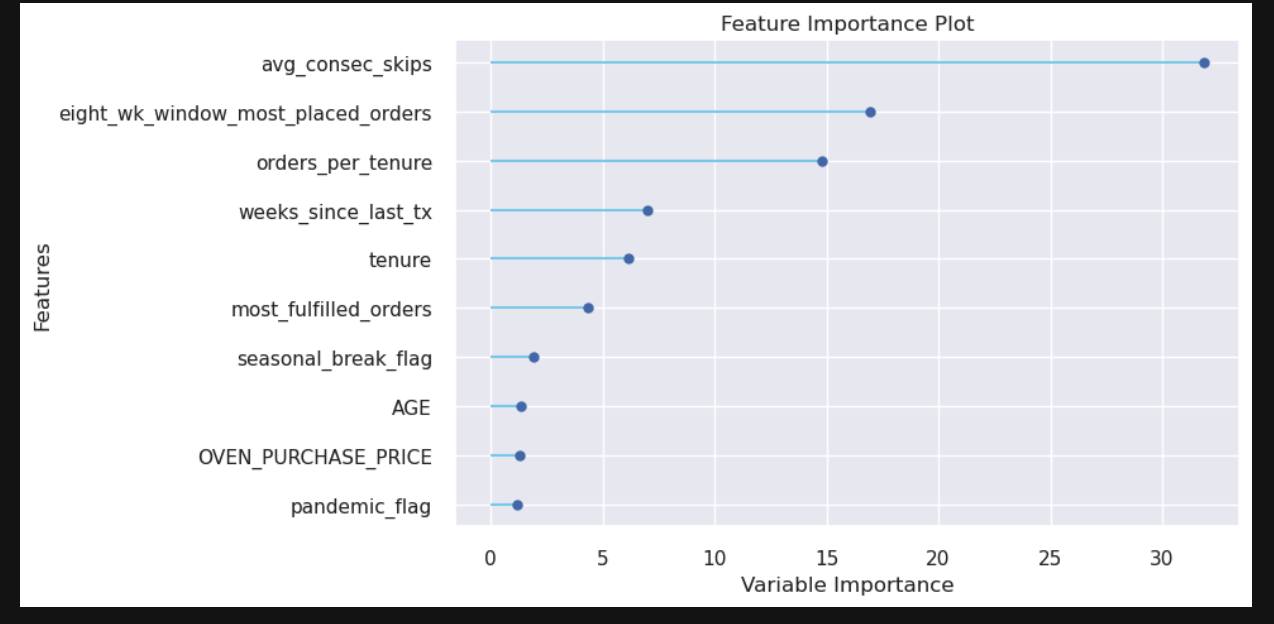 Feature Importance Plot
avg_consec_skips
eight_wk_window_most_placed_orders
orders_per_tenure
weeks_since_last_tx
tenure
most_fulfilled_orders
seasonal_break_flag
AGE
OVEN_PURCHASE_PRICE
pandemic_flag
Features
0 5 10 15 20 25 30
Variable Importance